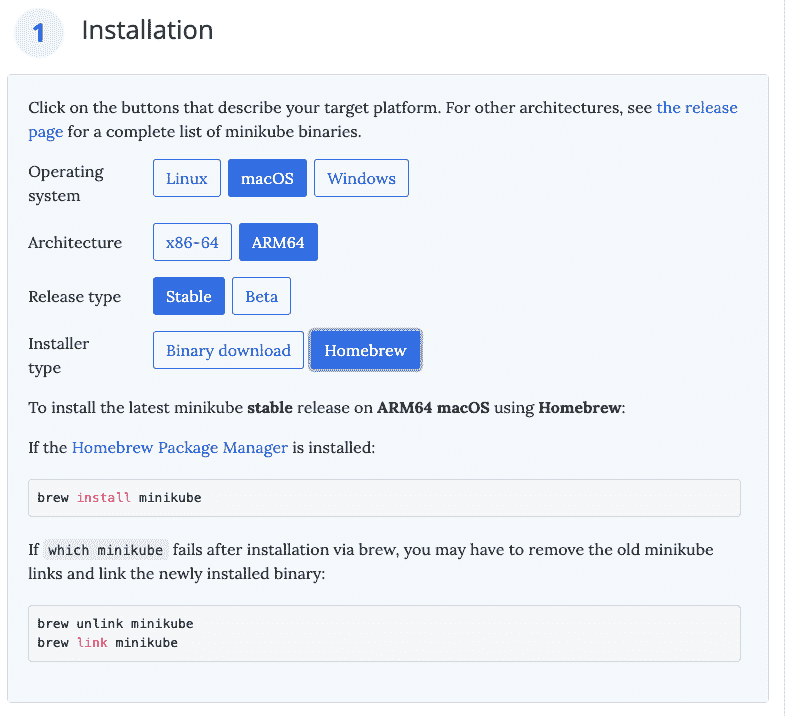 1 Installation
Click on the buttons that describe your target platform. For other architectures, see the release
page for a complete list of minikube binaries.
Operating
system
Linux macOS Windows
Architecture x86-64 ARM64
Release type Stable Beta
Installer
type
Binary download Homebrew
To install the latest minikube stable release on ARM64 macOS using Homebrew:
If the Homebrew Package Manager is installed:
brew install minikube
If which minikube fails after installation via brew, you may have to remove the old minikube
links and link the newly installed binary:
brew unlink minikube
brew link minikube